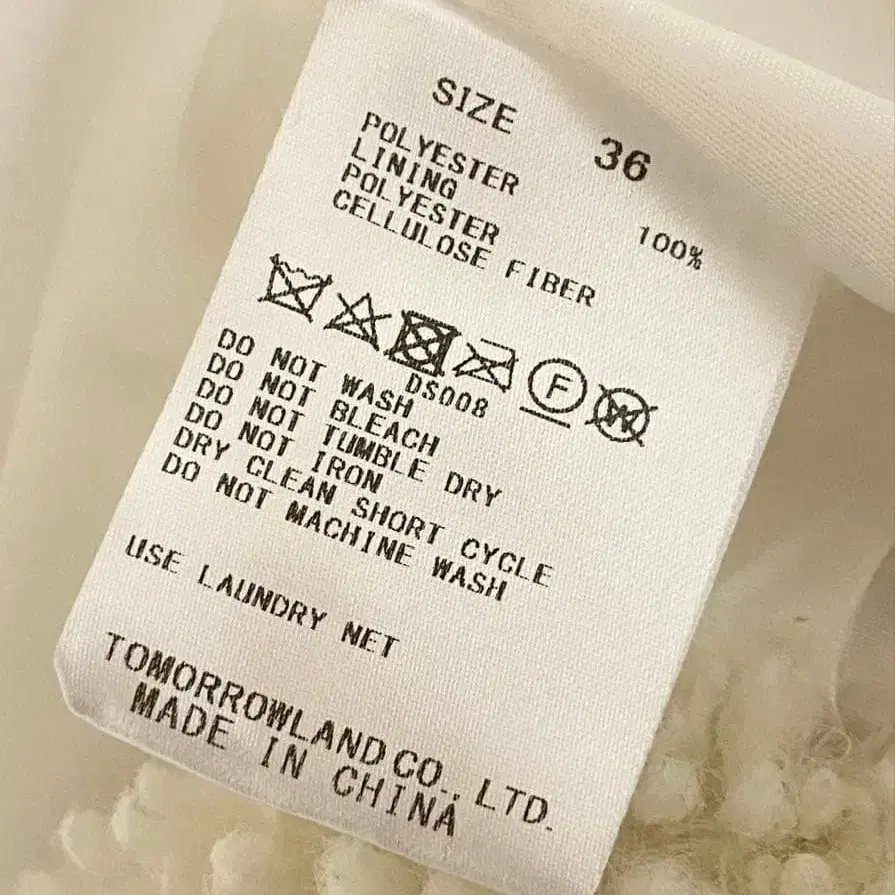 SIZE 36
POLYESTER 100%
LINING
POLYESTER
CELLULOSE FIBER
F W
DS008
DO NOT WASH
DO NOT BLEACH
DO NOT TUMBLE DRY
DO NOT IRON
DRY CLEAN SHORT CYCLE
DO NOT MACHINE WASH
USE LAUNDRY NET
TOMORROWLAND CO., LTD.
MADE IN CHINA